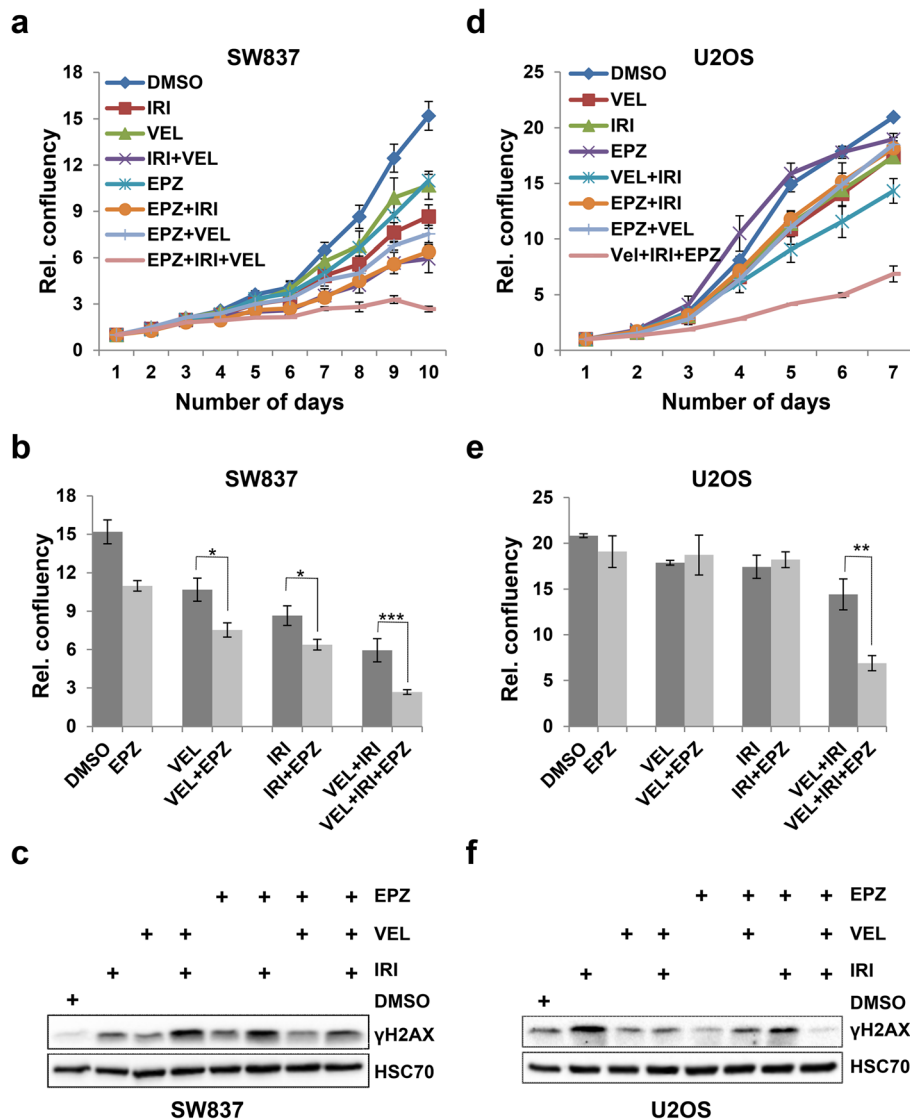 a
SW837
Rel. confluency
18
15
12
9
6
3
0
DMSO
IRI
VEL
IRI+VEL
EPZ
EPZ+IRI
EPZ+VEL
EPZ+IRI+VEL
1 2 3 4 5 6 7 8 9 10
Number of days
d
U2OS
Rel. confluency
25
20
15
10
5
0
DMSO
VEL
IRI
EPZ
VEL+IRI
EPZ+IRI
EPZ+VEL
Vel+IRI+EPZ
1 2 3 4 5 6 7
Number of days
b
SW837
Rel. confluency
18
15
12
9
6
3
0
* * ***
DMSO
EPZ
VEL
VEL+EPZ
IRI
IRI+EPZ
VEL+IRI
VEL+IRI+EPZ
e
U2OS
Rel. confluency
25
20
15
10
5
0
**
DMSO
EPZ
VEL
VEL+EPZ
IRI
IRI+EPZ
VEL+IRI
VEL+IRI+EPZ
c
+ + + + EPZ
+ + + + VEL
+ + + + IRI
+ DMSO
γH2AX
HSC70
SW837
f
+ + + + EPZ
+ + + + VEL
+ + + + IRI
+ DMSO
γH2AX
HSC70
U2OS